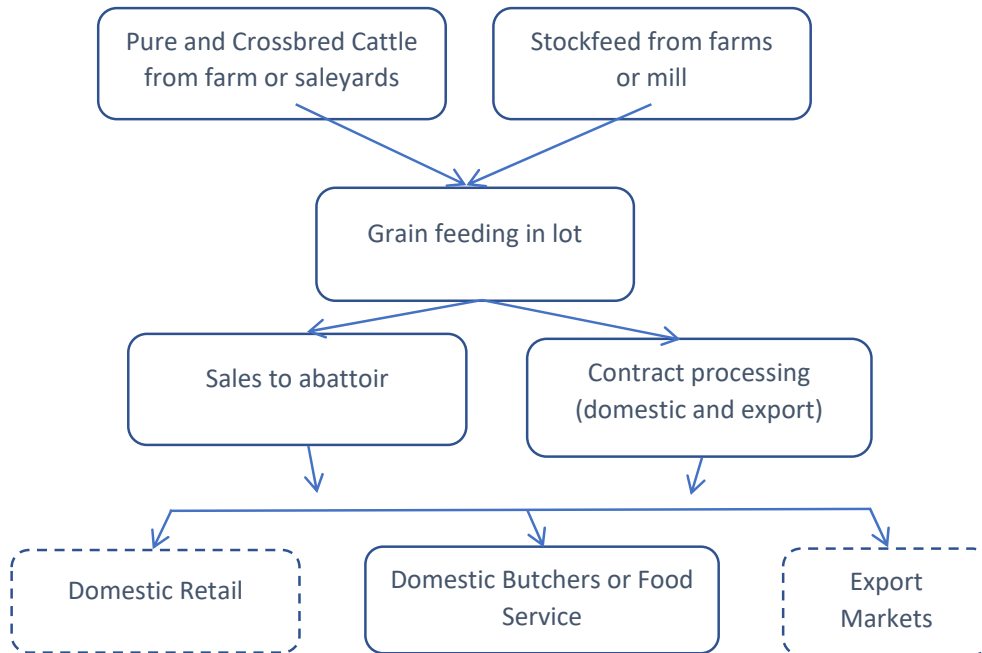 Pure and Crossbred Cattle
from farm or saleyards
Stockfeed from farms
or mill
Grain feeding in lot
Sales to abattoir
Contract processing
(domestic and export)
Domestic Retail
Domestic Butchers or Food
Service
Export
Markets